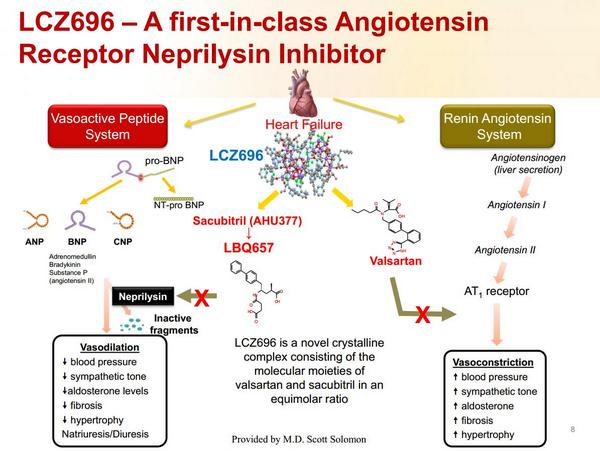 LCZ696 – A first-in-class Angiotensin
Receptor Neprilysin Inhibitor
Vasoactive Peptide
System
Heart Failure
Renin Angiotensin
System
pro-BNP
LCZ696
Angiotensinogen
(liver secretion)
NT-pro BNP
Angiotensin I
ANP
BNP
CNP
Sacubitril (AHU377)
↓
LBQ657
Adrenomedullin
Bradykinin
Substance P
(angiotensin II)
Valsartan
Angiotensin II
Neprilysin
X
AT1 receptor
Inactive
fragments
X
Vasodilation
↓ blood pressure
↓ sympathetic tone
↓aldosterone levels
↓ fibrosis
↓ hypertrophy
Natriuresis/Diuresis
LCZ696 is a novel crystalline
complex consisting of the
molecular moieties of
valsartan and sacubitril in an
equimolar ratio
Vasoconstriction
↑ blood pressure
↑ sympathetic tone
↑ aldosterone
↑ fibrosis
↑ hypertrophy
Provided by M.D. Scott Solomon
8